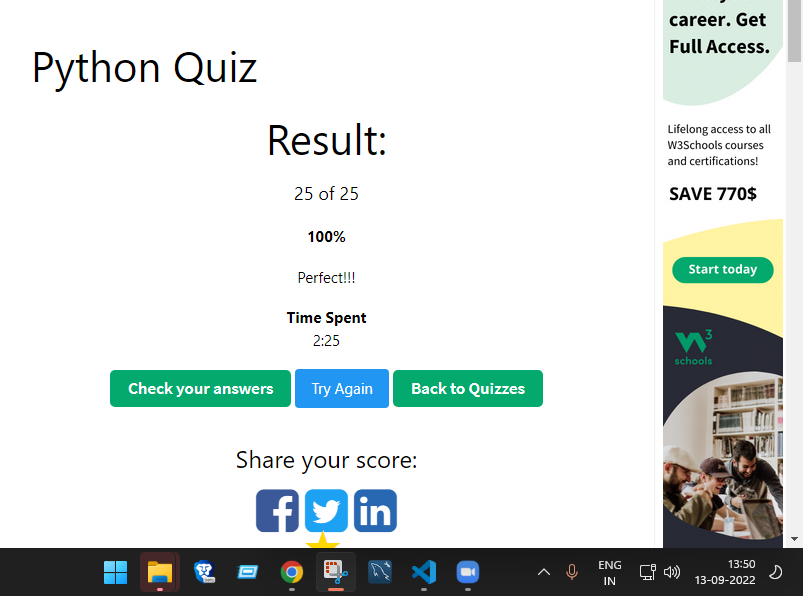 Python Quiz
Result:
25 of 25
100%
Perfect!!!
Time Spent
2:25
Check your answers
Try Again
Back to Quizzes
Share your score:
career. Get
Full Access.
Lifelong access to all
W3Schools courses
and certifications!
SAVE 770$
Start today
W3
schools
ENG
IN
13:50
13-09-2022